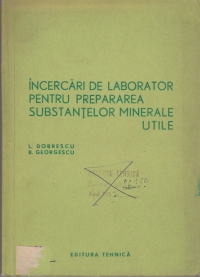 ÎNCERCĂRI DE LABORATOR
PENTRU PREPARAREA
SUBSTANȚELOR MINERALE
UTILE
L. DOBRESCU
B. GEORGESCU
EDITURA TEHNICĂ